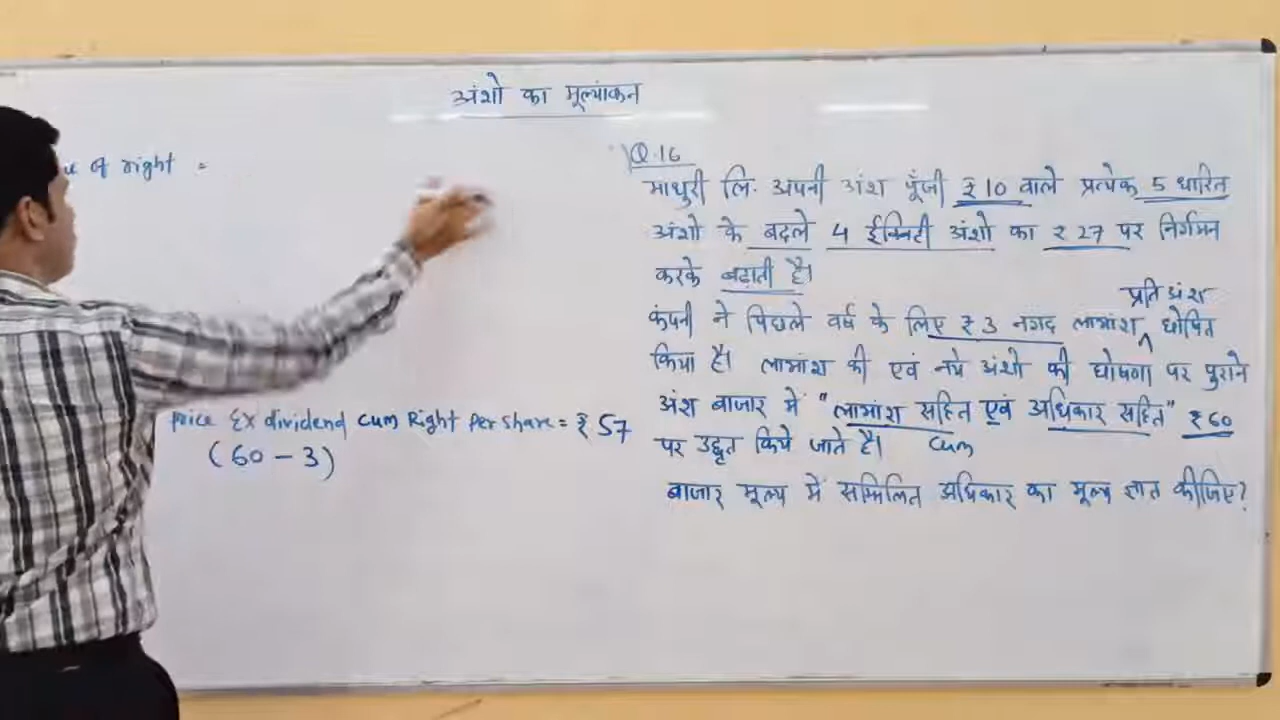 अंशो का मूल्यांकन
of right =
Price Ex dividend Cum Right Per share = ₹ 57
(60 - 3)
Q.16
माधुरी लि. अपनी अंश पूँजी ₹ 10 वाले प्रत्येक 5 धारित
अंशो के बदले 4 ईक्विटी अंशो का ₹ 27 पर निर्गमन
करके बढ़ाती है।
प्रति अंश
कंपनी ने पिछले वर्ष के लिए ₹ 3 नगद लाभांश ^ घोषित
किया है। लाभांश की एवं नये अंशो की घोषणा पर पुराने
अंश बाजार में "लाभांश सहित एवं अधिकार सहित" ₹ 60
पर उद्धृत किये जाते है। Cum
बाजार मूल्य में सम्मिलित अधिकार का मूल्य ज्ञात कीजिए?